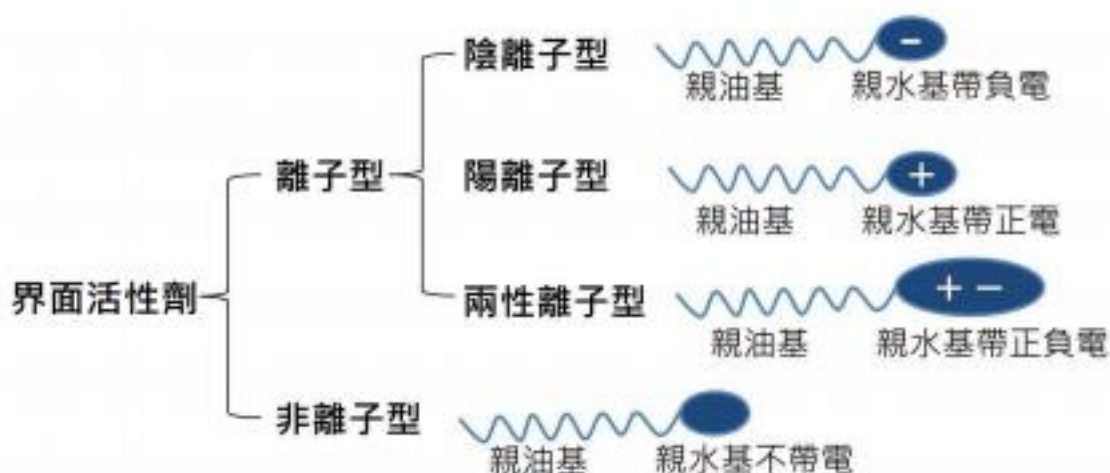 陰離子型
-
親油基 親水基帶負電
離子型
陽離子型
+
親油基 親水基帶正電
界面活性劑
兩性離子型
+ -
親油基 親水基帶正負電
非離子型
親油基 親水基不帶電